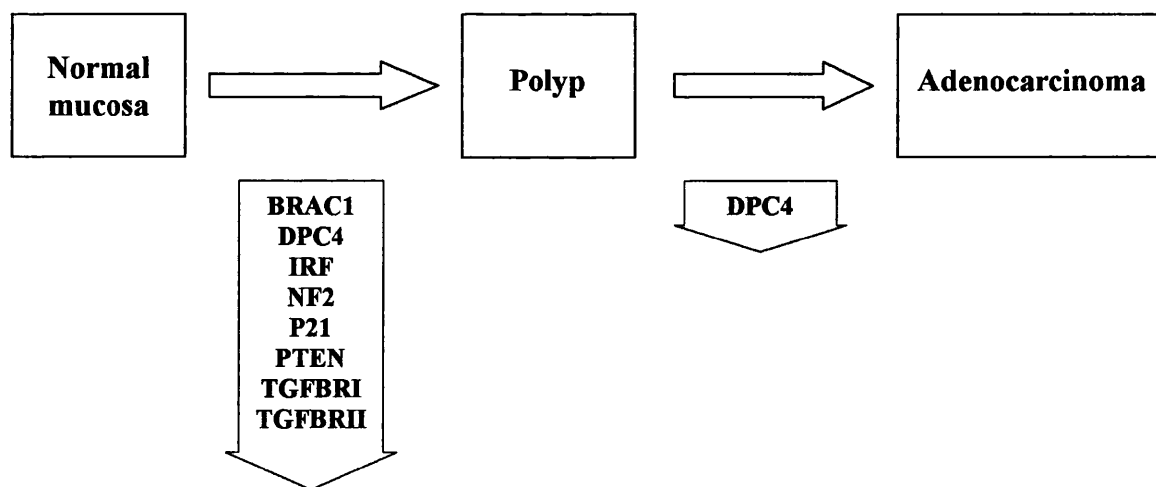 Normal
mucosa
Polyp
Adenocarcinoma
BRAC1
DPC4
IRF
NF2
P21
PTEN
TGFBRI
TGFBRII
DPC4